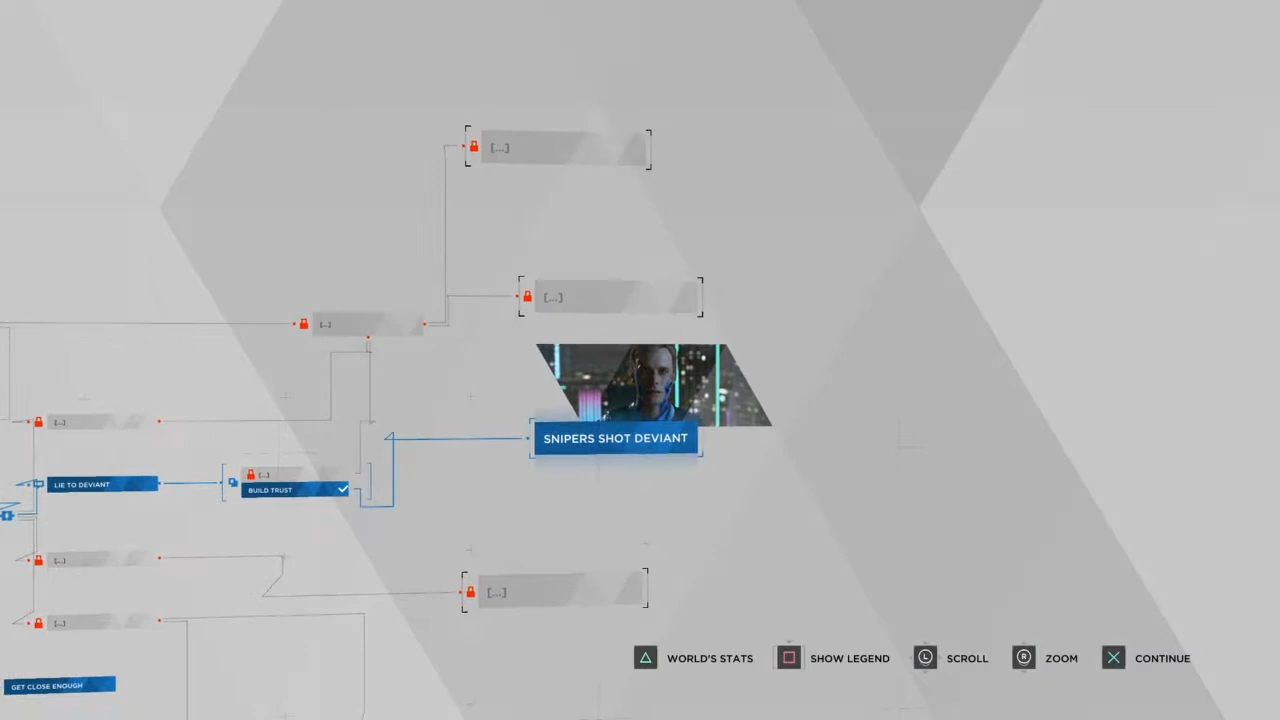 [...]
[...]
[...]
[...]
SNIPERS SHOT DEVIANT
[...]
LIE TO DEVIANT
BUILD TRUST
[...]
[...]
[...]
GET CLOSE ENOUGH
WORLD'S STATS
SHOW LEGEND
L
SCROLL
R
ZOOM
CONTINUE